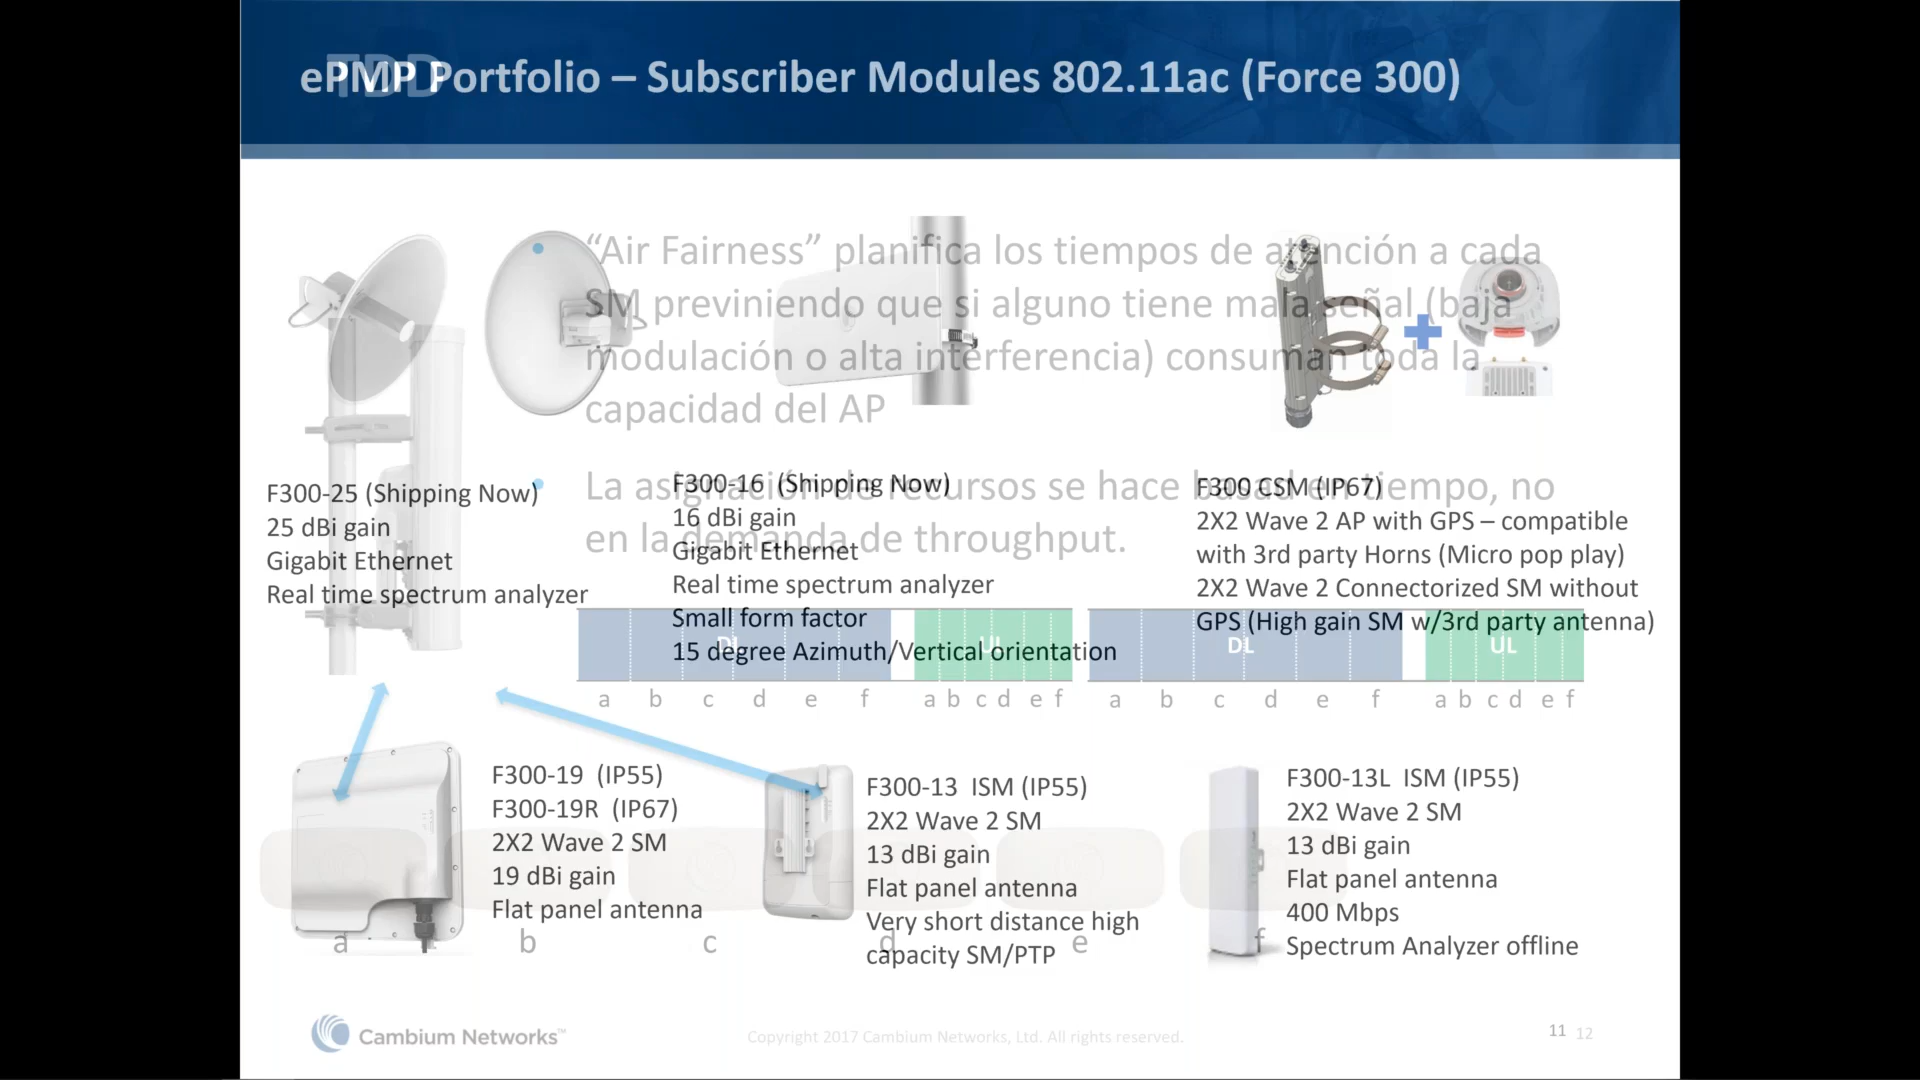 ePMP Portfolio – Subscriber Modules 802.11ac (Force 300)
TDD
“Air Fairness” planifica los tiempos de atención a cada
SM previniendo que si alguno tiene mala señal (baja
modulación o alta interferencia) consuman toda la
capacidad del AP
La asignación de recursos se hace basad en tiempo, no
en la demanda de throughput.
F300-25 (Shipping Now)
25 dBi gain
Gigabit Ethernet
Real time spectrum analyzer
F300-16 (Shipping Now)
16 dBi gain
Gigabit Ethernet
Real time spectrum analyzer
Small form factor
15 degree Azimuth/Vertical orientation
F300 CSM (IP67)
2X2 Wave 2 AP with GPS – compatible
with 3rd party Horns (Micro pop play)
2X2 Wave 2 Connectorized SM without
GPS (High gain SM w/3rd party antenna)
DL UL DL UL
a b c d e f a b c d e f a b c d e f a b c d e f
F300-19 (IP55)
F300-19R (IP67)
2X2 Wave 2 SM
19 dBi gain
Flat panel antenna
F300-13 ISM (IP55)
2X2 Wave 2 SM
13 dBi gain
Flat panel antenna
Very short distance high
capacity SM/PTP
F300-13L ISM (IP55)
2X2 Wave 2 SM
13 dBi gain
Flat panel antenna
400 Mbps
Spectrum Analyzer offline
a b c d e f
Cambium Networks™
Copyright 2017 Cambium Networks, Ltd. All rights reserved.
11 12